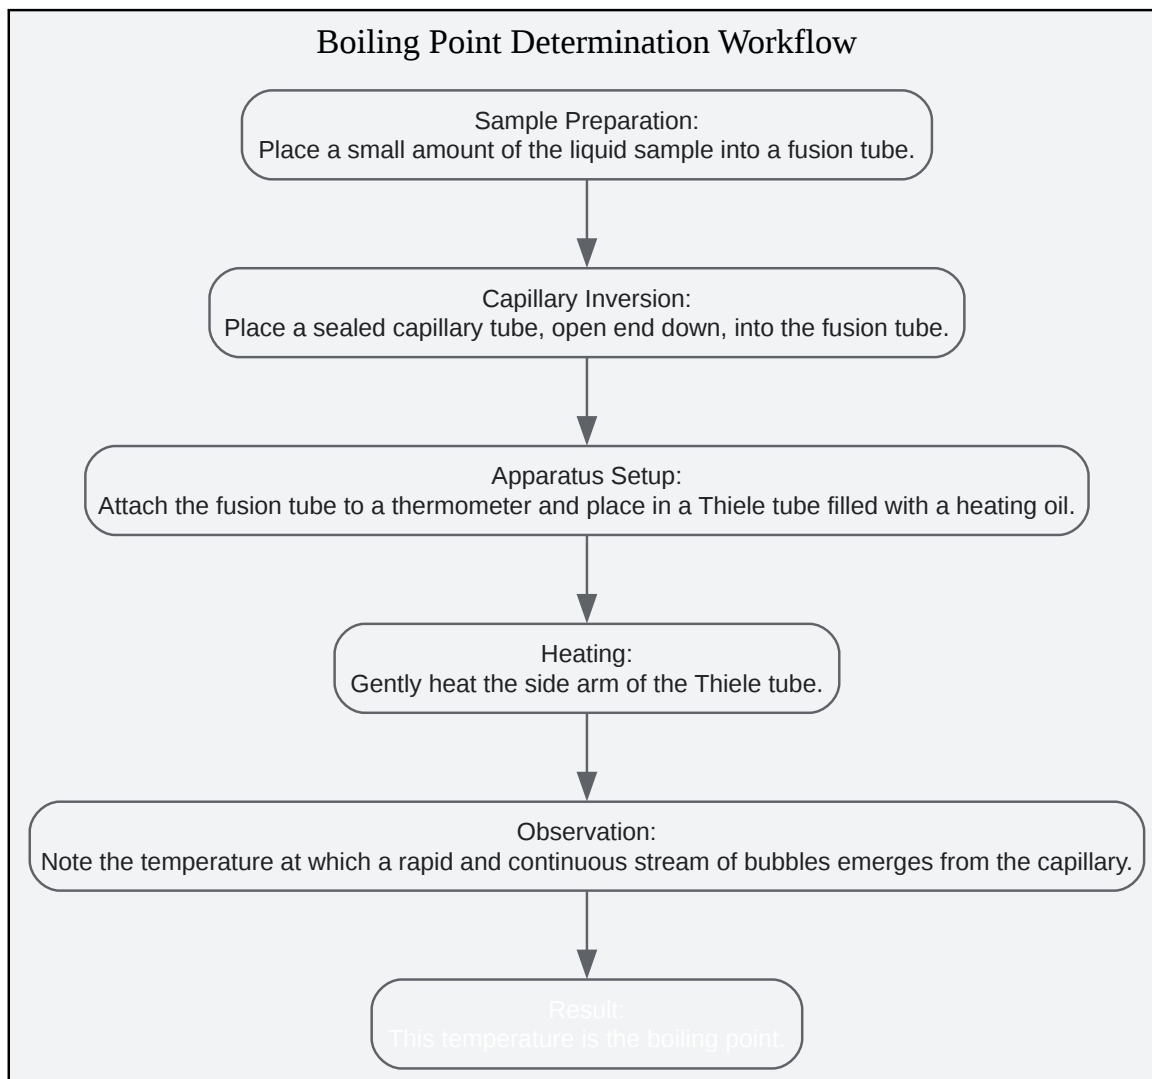 Boiling Point Determination Workflow
Sample Preparation:
Place a small amount of the liquid sample into a fusion tube.
Capillary Inversion:
Place a sealed capillary tube, open end down, into the fusion tube.
Apparatus Setup:
Attach the fusion tube to a thermometer and place in a Thiele tube filled with a heating oil.
Heating:
Gently heat the side arm of the Thiele tube.
Observation:
Note the temperature at which a rapid and continuous stream of bubbles emerges from the capillary.
Result:
This temperature is the boiling point.